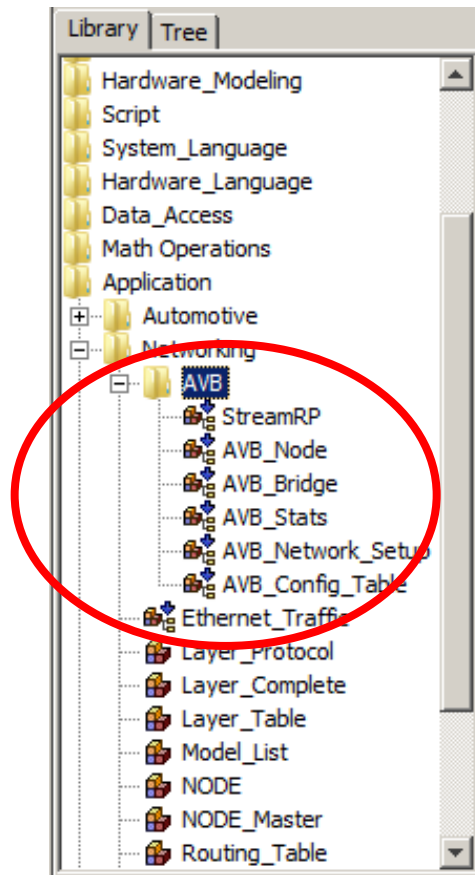 Library Tree
Hardware_Modeling
Script
System_Language
Hardware_Language
Data_Access
Math Operations
Application
Automotive
Networking
AVB
StreamRP
AVB_Node
AVB_Bridge
AVB_Stats
AVB_Network_Setup
AVB_Config_Table
Ethernet_Traffic
Layer_Protocol
Layer_Complete
Layer_Table
Model_List
NODE
NODE_Master
Routing_Table